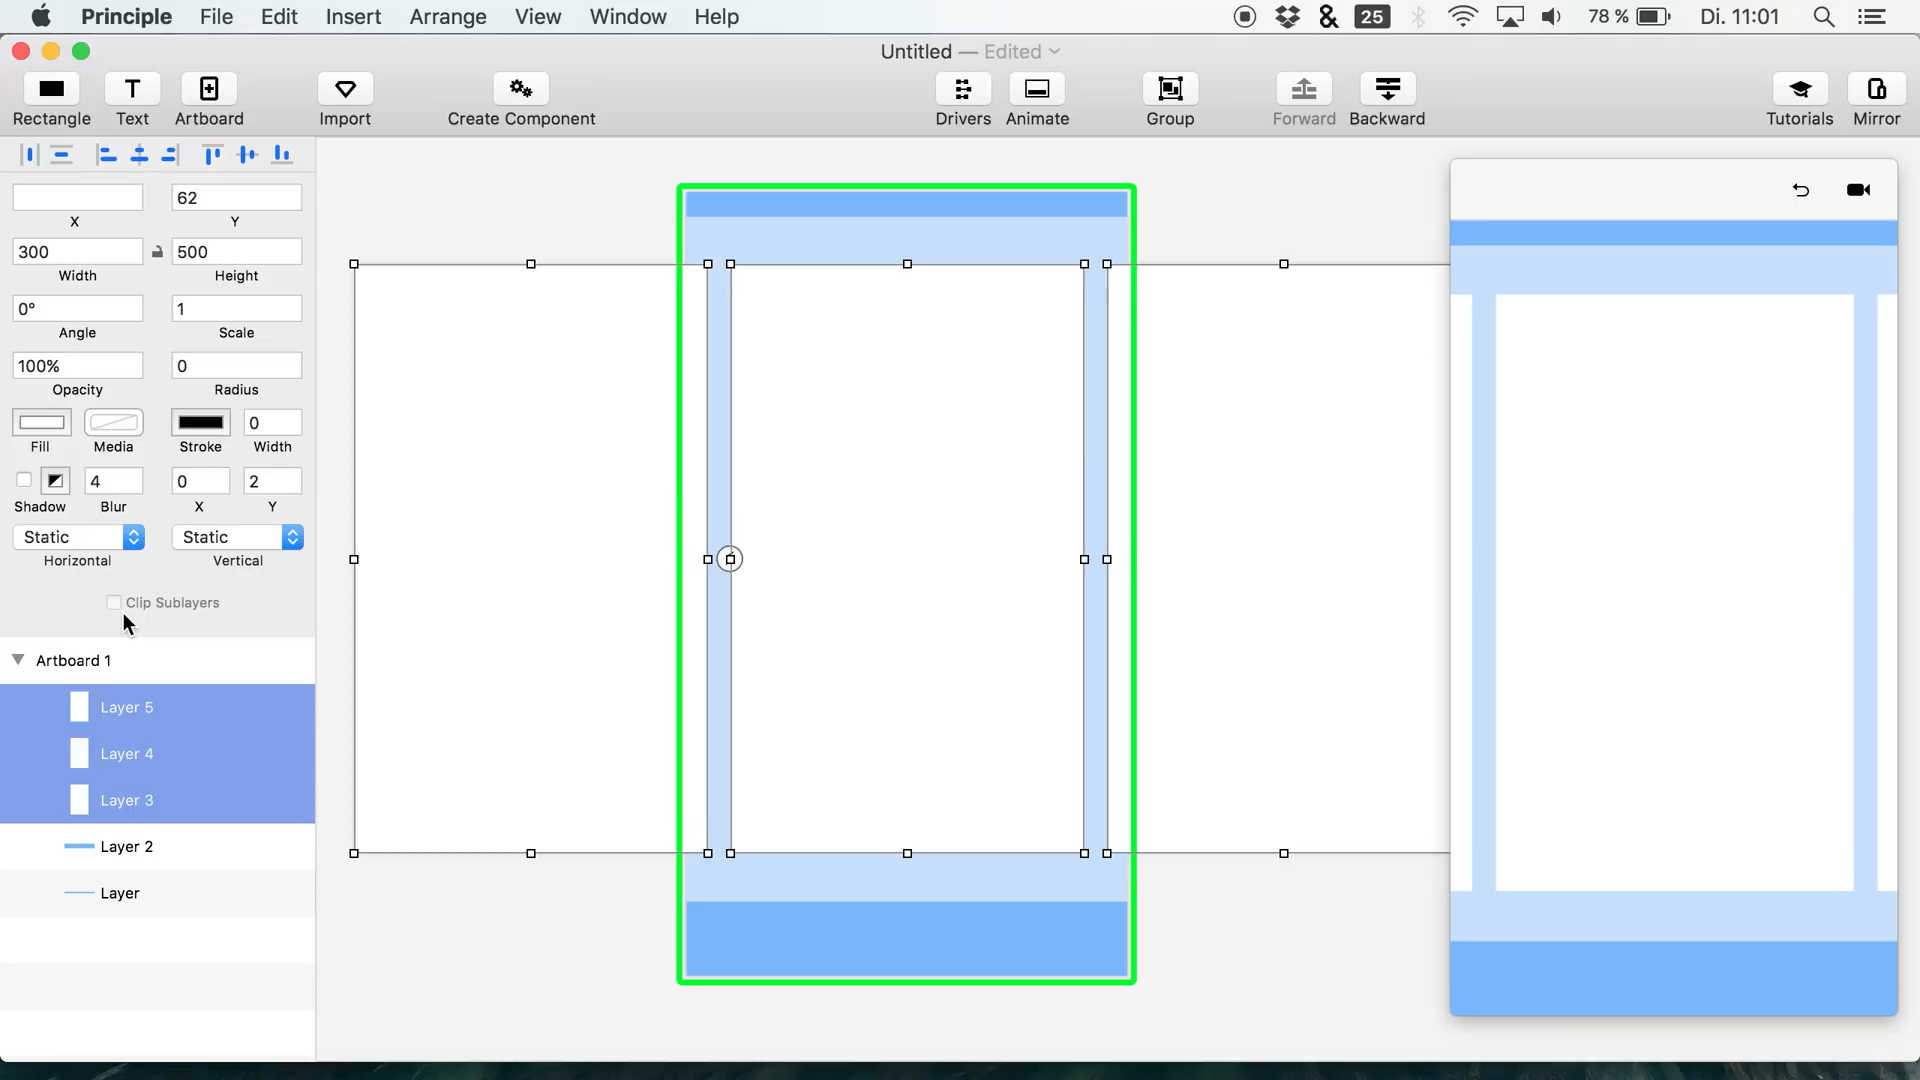 Principle File Edit Insert Arrange View Window Help 25 78 % Di. 11:01
Untitled — Edited
Rectangle Text Artboard Import Create Component Drivers Animate Group Forward Backward Tutorials Mirror
62
X Y
300 500
Width Height
0° 1
Angle Scale
100% 0
Opacity Radius
0
Fill Media Stroke Width
4 0 2
Shadow Blur X Y
Static Static
Horizontal Vertical
Clip Sublayers
Artboard 1
Layer 5
Layer 4
Layer 3
Layer 2
Layer